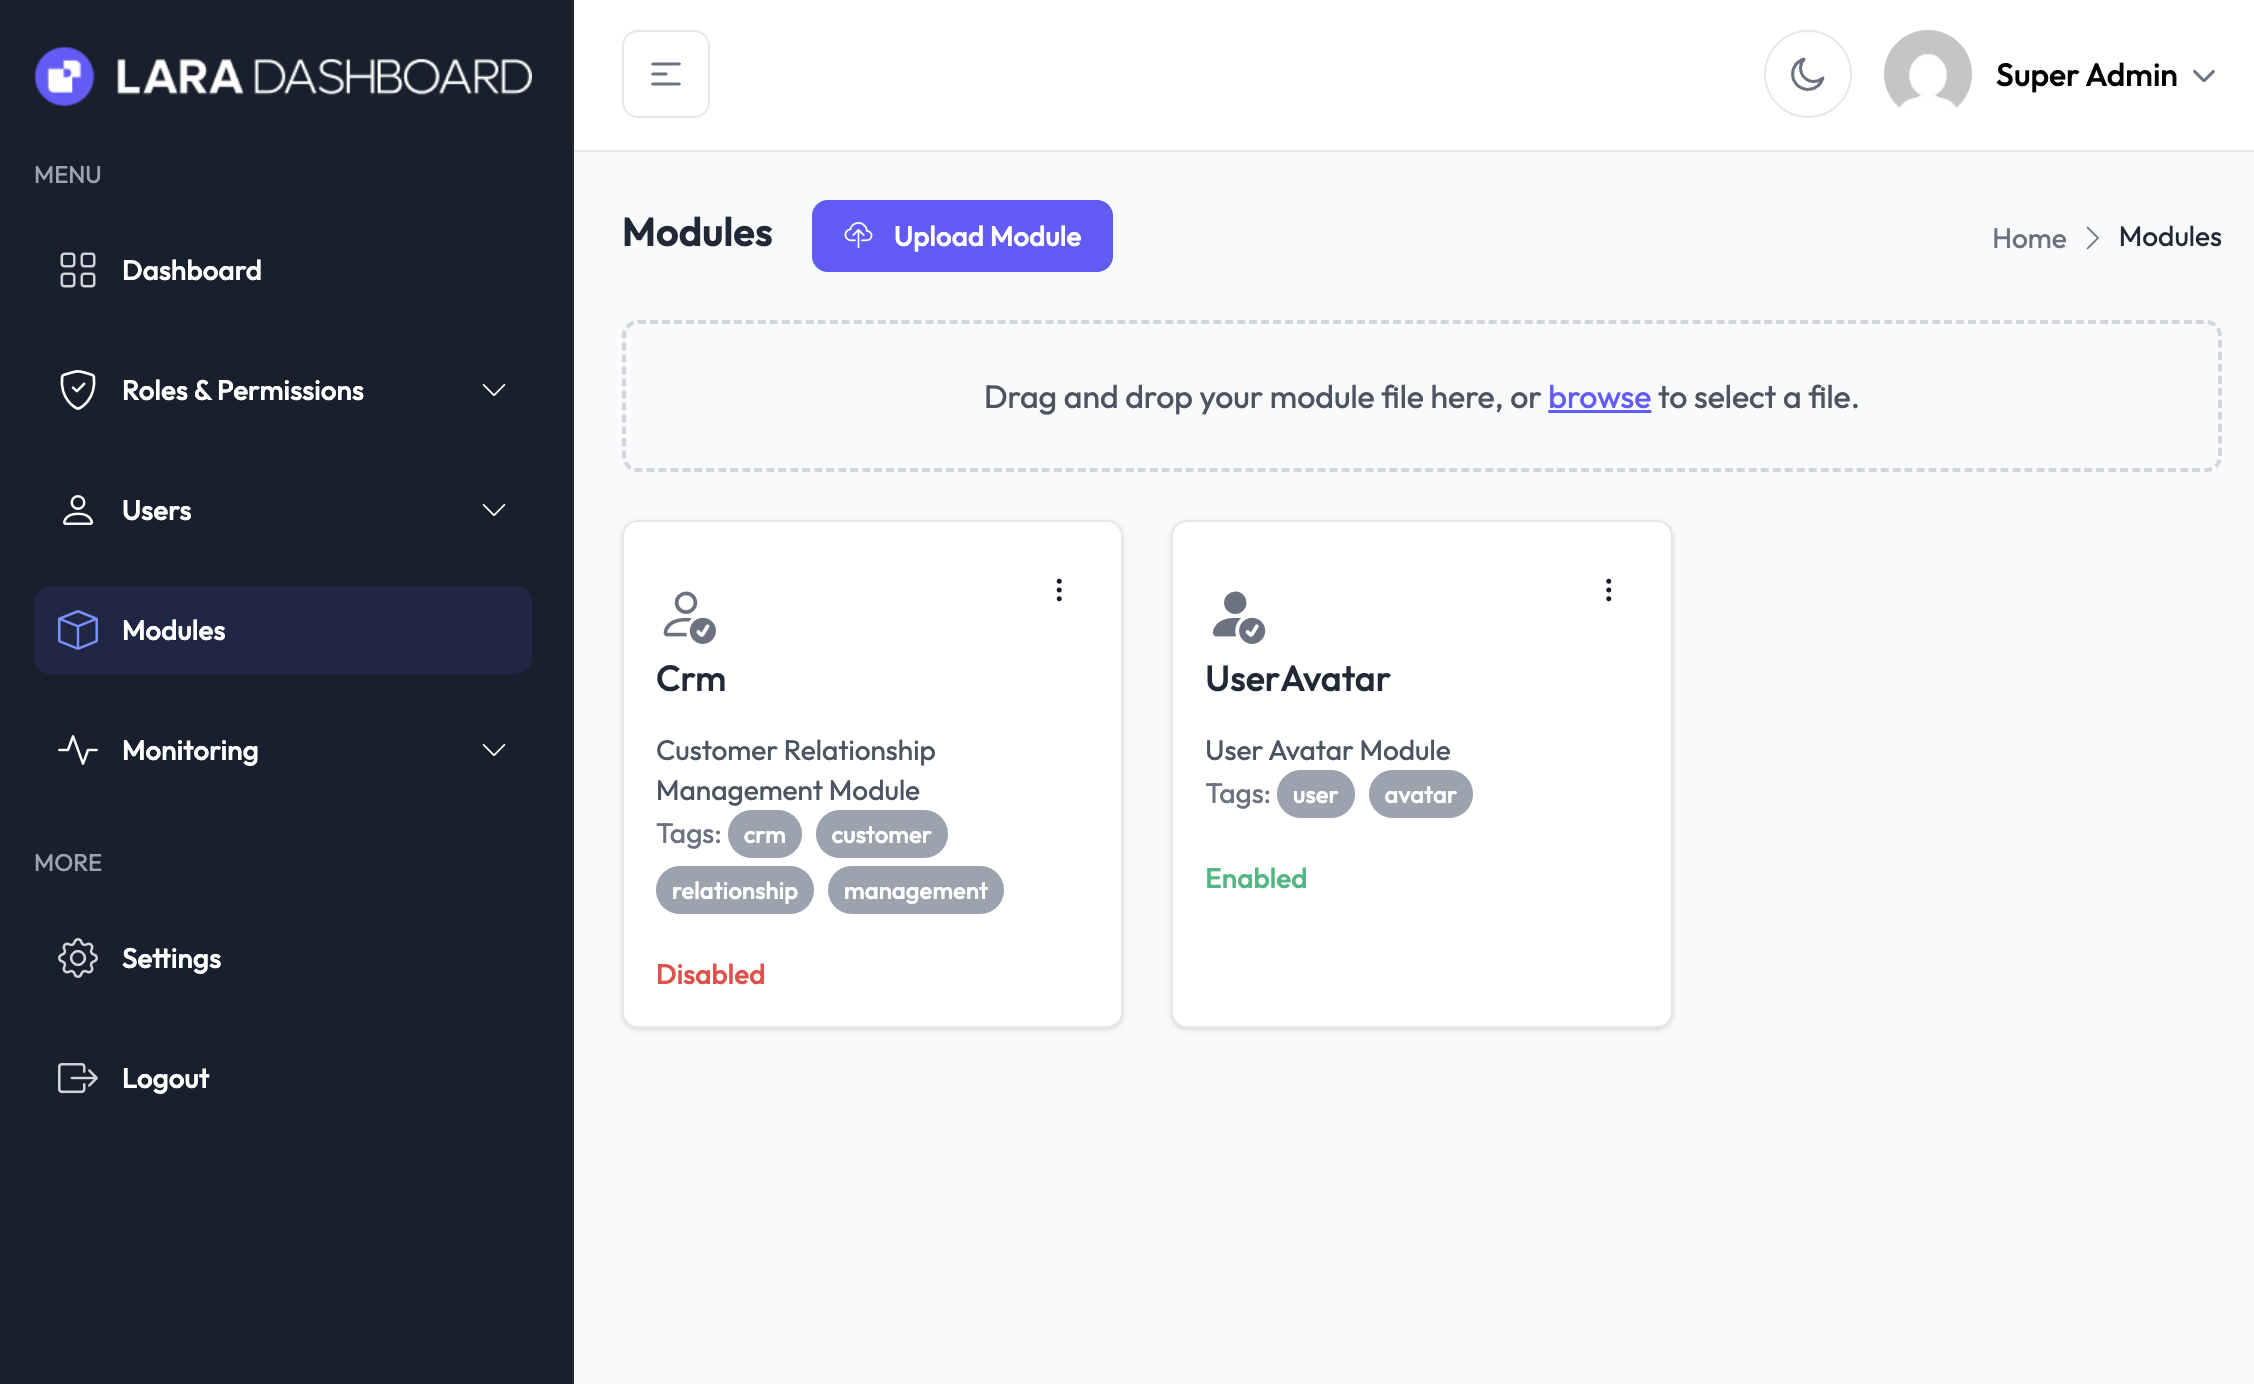 LARA DASHBOARD
MENU
Dashboard
Roles & Permissions
Users
Modules
Monitoring
MORE
Settings
Logout
Super Admin
Modules
Upload Module
Home > Modules
Drag and drop your module file here, or browse to select a file.
Crm
Customer Relationship
Management Module
Tags: crm customer
relationship management
Disabled
UserAvatar
User Avatar Module
Tags: user avatar
Enabled